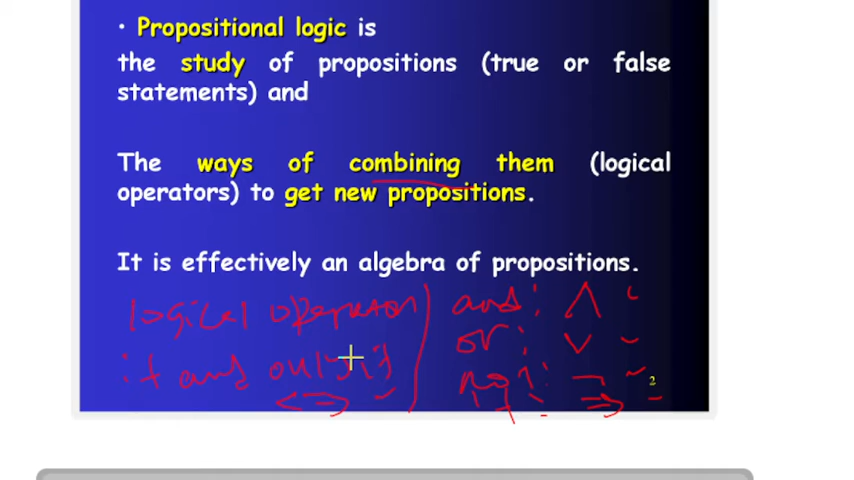 • Propositional logic is
the study of propositions (true or false
statements) and
The ways of combining them (logical
operators) to get new propositions.
It is effectively an algebra of propositions.
logical operator
if and only if
⇔
and : ∧
or : ∨
not : ¬
if : ⇒
2